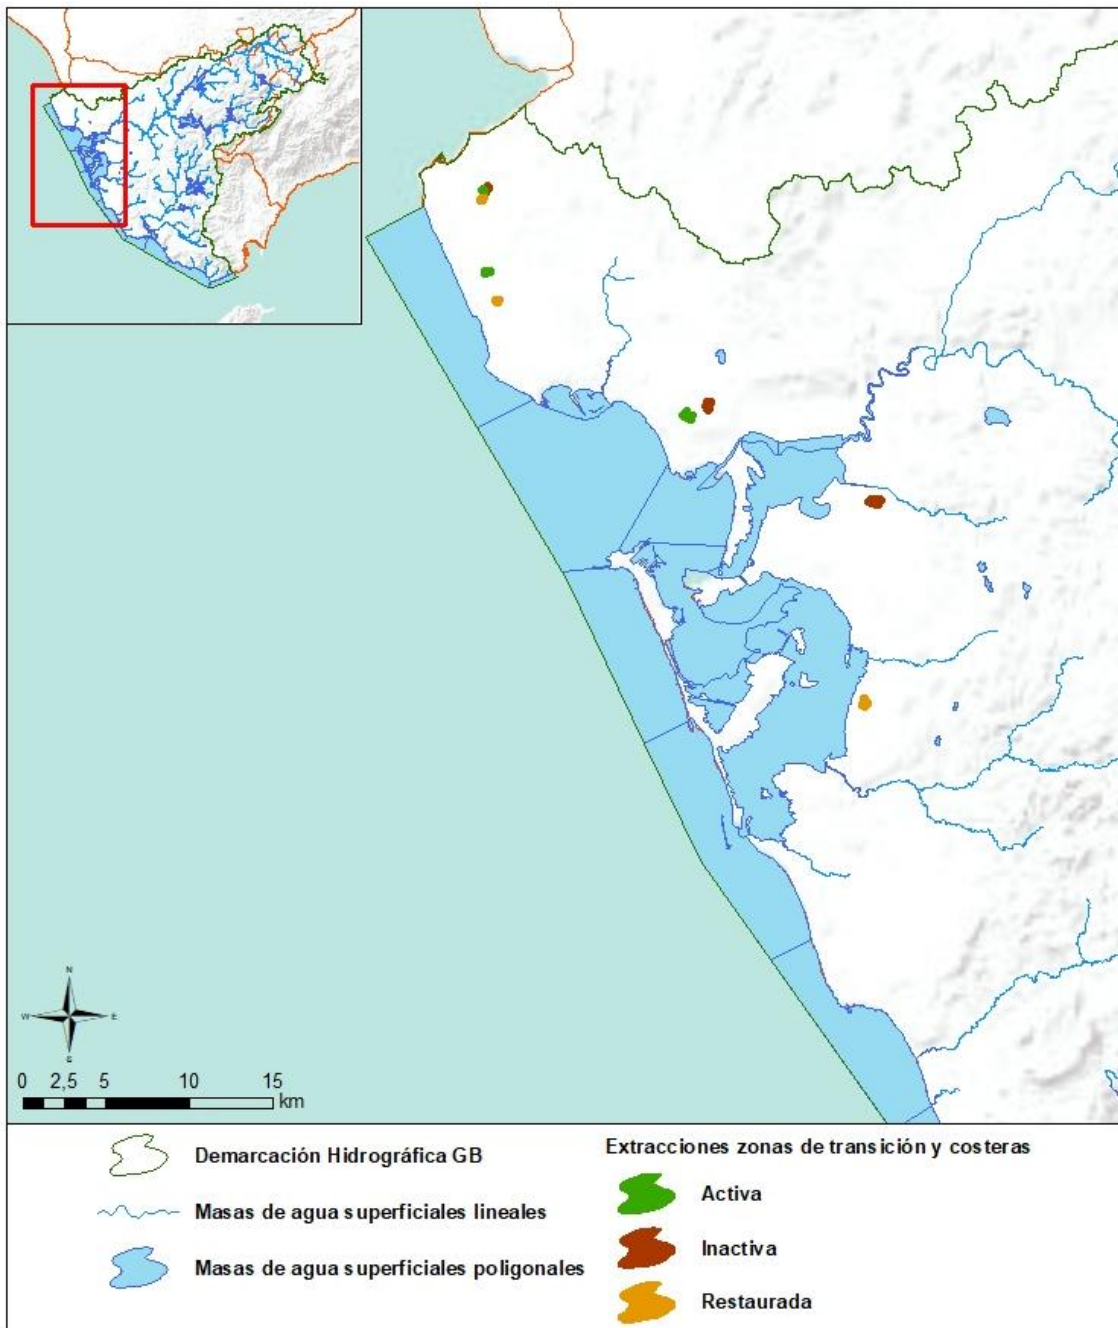 N
W E
S
0 2,5 5 10 15
km
Demarcación Hidrográfica GB
Masas de agua superficiales lineales
Masas de agua superficiales poligonales
Extracciones zonas de transición y costeras
Activa
Inactiva
Restaurada